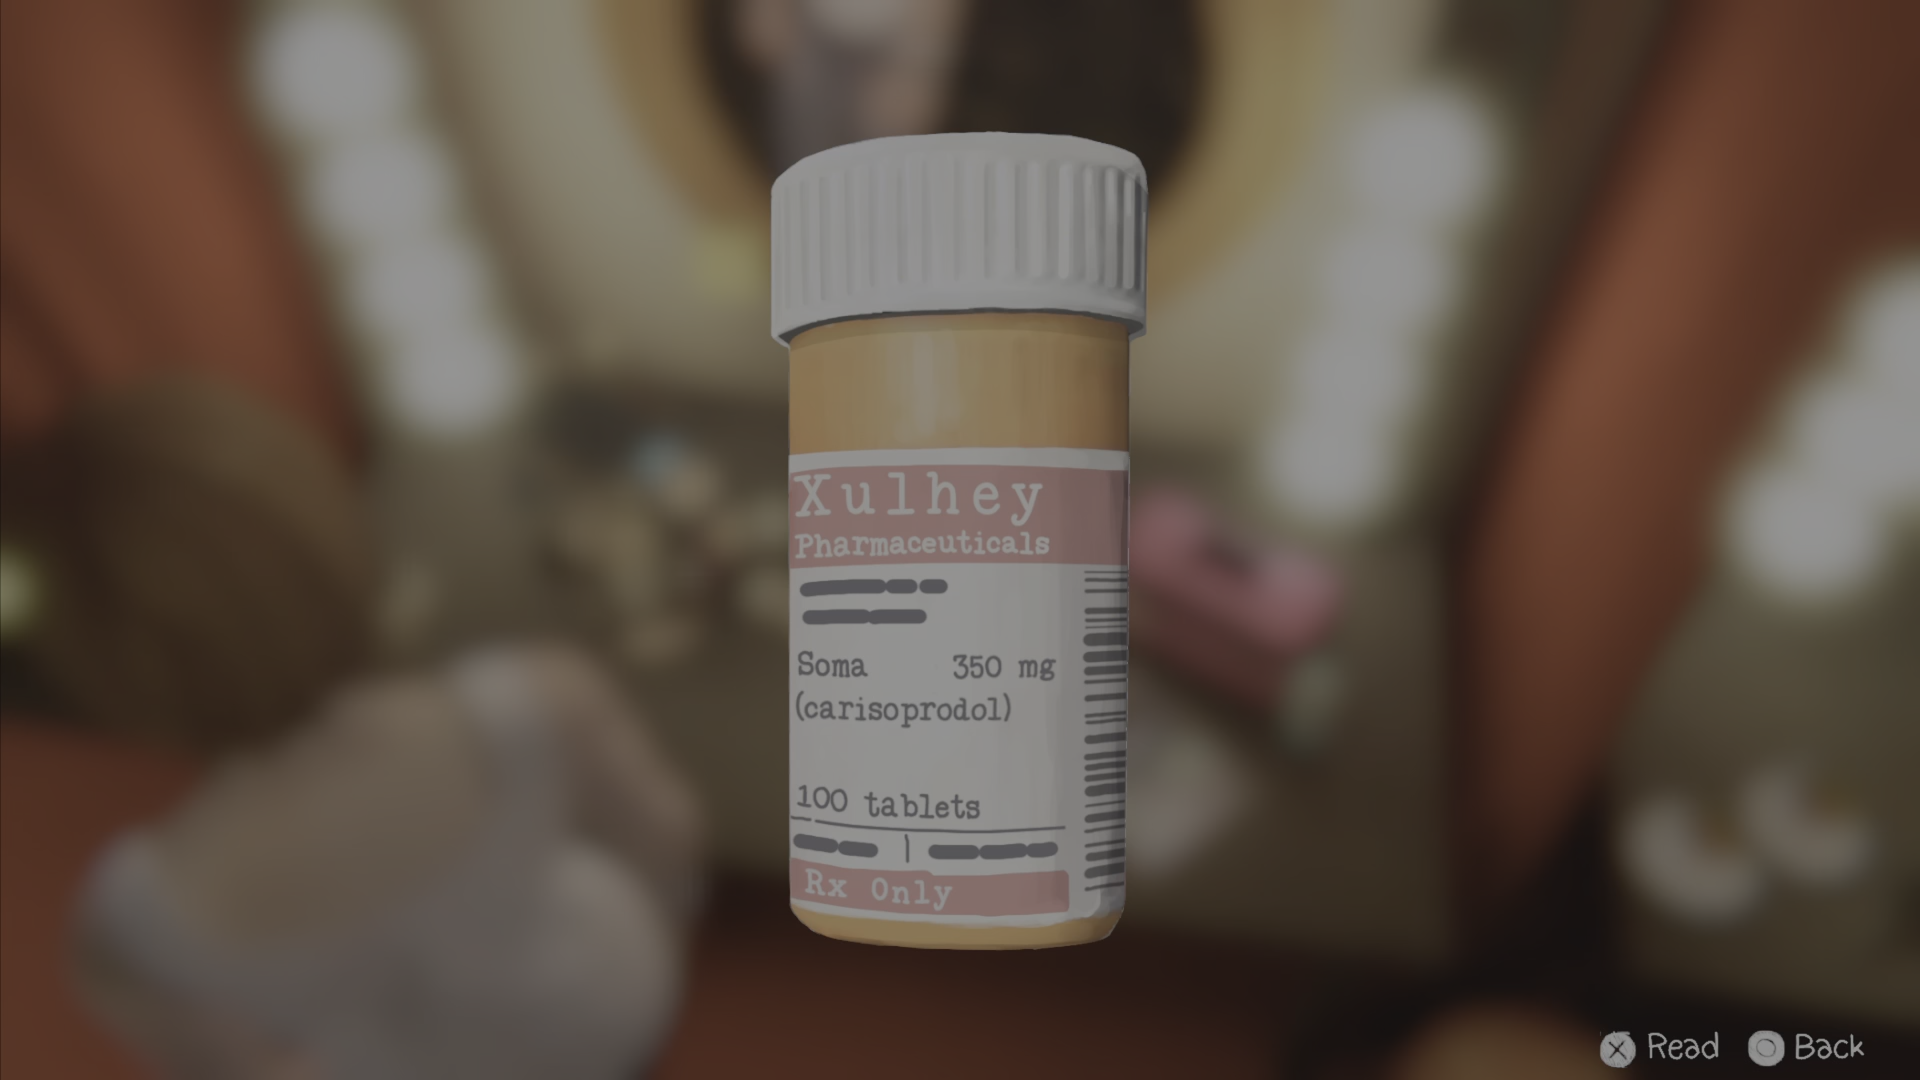 Xulhey
Pharmaceuticals
Soma 350 mg
(carisoprodol)
100 tablets
Rx Only
Read Back